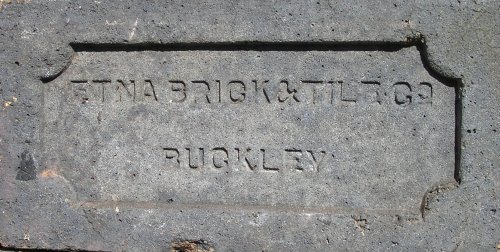 ETNA BRICK & TILE Co
BUCKLEY